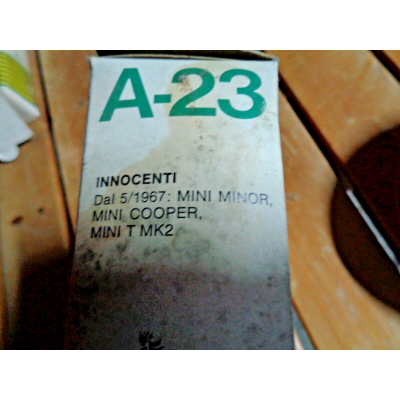 A-23
INNOCENTI
Dal 5/1967: MINI MINOR,
MINI COOPER,
MINI T MK2